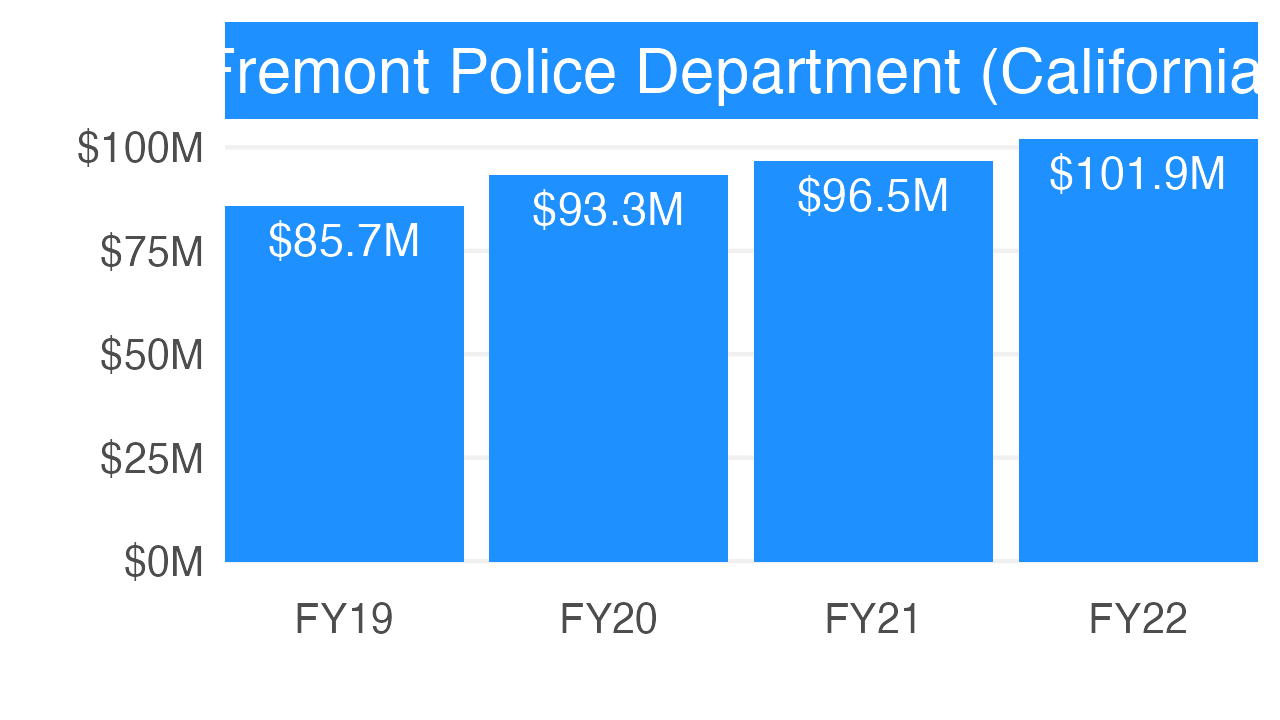 Fremont Police Department (California
$100M
$75M
$50M
$25M
$0M
$85.7M
$93.3M
$96.5M
$101.9M
FY19 FY20 FY21 FY22